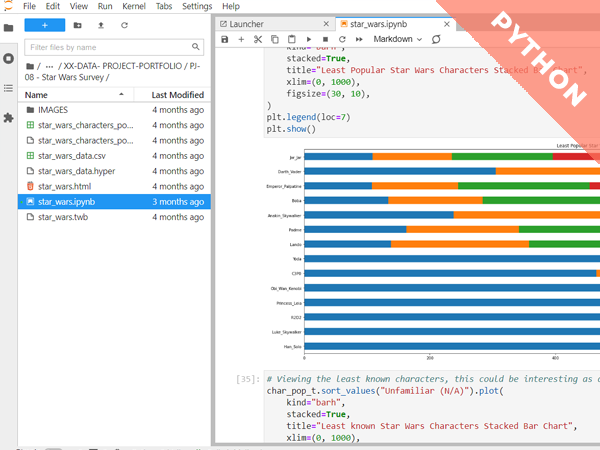 File Edit View Run Kernel Tabs Settings Help
Launcher
star_wars.ipynb
Markdown
Filter files by name
/ ... / XX-DATA- PROJECT-PORTFOLIO / PJ-
08 - Star Wars Survey /
Name Last Modified
IMAGES 4 months ago
star_wars_characters_po... 4 months ago
star_wars_characters_po... 4 months ago
star_wars_data.csv 4 months ago
star_wars_data.hyper 4 months ago
star_wars.html 4 months ago
star_wars.ipynb 3 months ago
star_wars.twb 4 months ago
kind="barh",
stacked=True,
title="Least Popular Star Wars Characters Stacked Bar Chart",
xlim=(0, 1000),
figsize=(30, 10),
)
plt.legend(loc=7)
plt.show()
PYTHON
Least Popular Star
Jar_Jar
Darth_Vader
Emperor_Palpatine
Boba
Anakin_Skywalker
Padme
Lando
Yoda
C3P0
Obi_Wan_Kenobi
Princess_Leia
R2D2
Luke_Skywalker
Han_Solo
0 200 400
[35]: # Viewing the least known characters, this could be interesting as
char_pop_t.sort_values("Unfamiliar (N/A)").plot(
kind="barh",
stacked=True,
title="Least known Star Wars Characters Stacked Bar Chart",
xlim=(0, 1000),